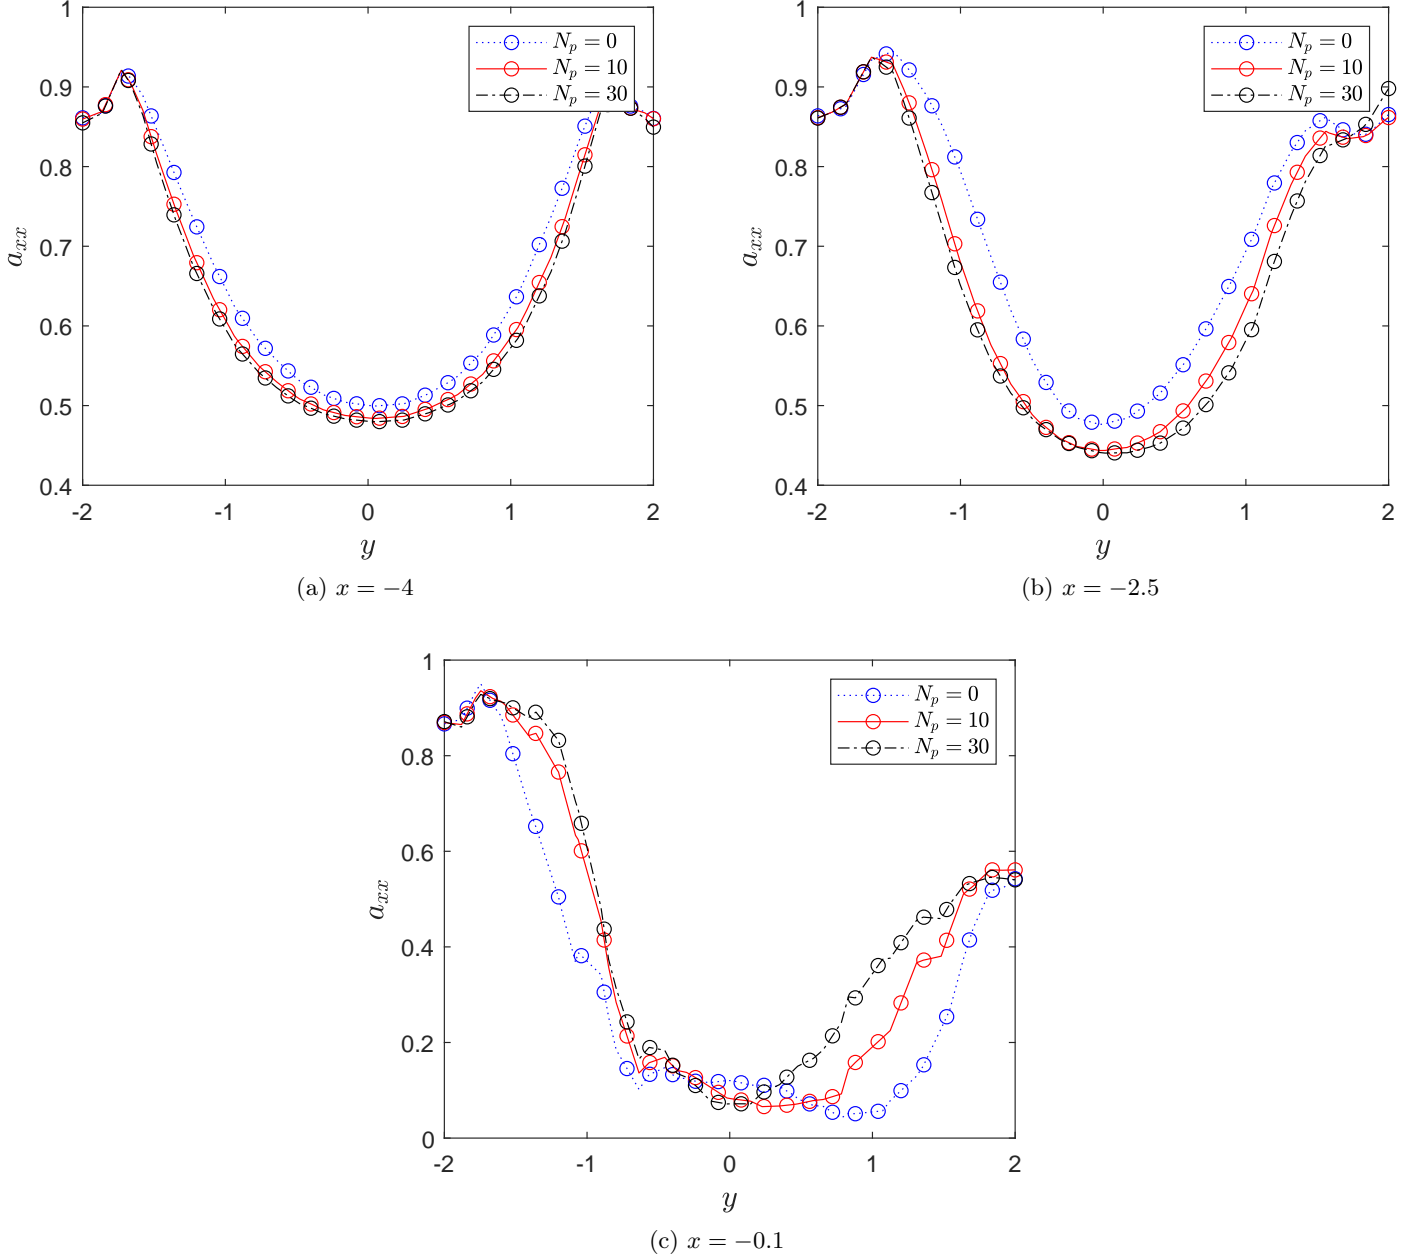 1
0.9
0.8
0.7
0.6
0.5
0.4
a_{xx}
-2 -1 0 1 2
y
N_p = 0
N_p = 10
N_p = 30
(a) x = −4
1
0.9
0.8
0.7
0.6
0.5
0.4
a_{xx}
-2 -1 0 1 2
y
N_p = 0
N_p = 10
N_p = 30
(b) x = −2.5
1
0.8
0.6
0.4
0.2
0
a_{xx}
-2 -1 0 1 2
y
N_p = 0
N_p = 10
N_p = 30
(c) x = −0.1